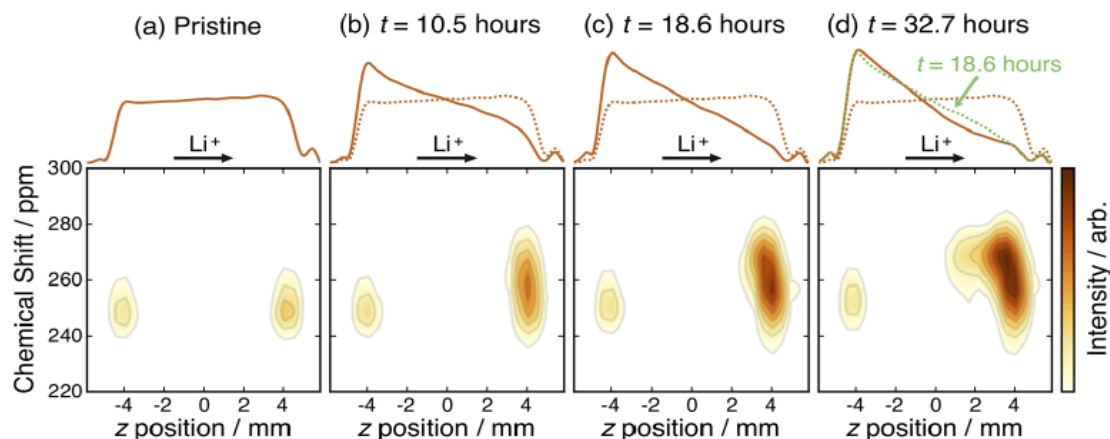 (a) Pristine
(b) t = 10.5 hours
(c) t = 18.6 hours
(d) t = 32.7 hours
t = 18.6 hours
Li+
Li+
Li+
Li+
Chemical Shift / ppm
300
280
260
240
220
-4 -2 0 2 4
-4 -2 0 2 4
-4 -2 0 2 4
-4 -2 0 2 4
z position / mm
z position / mm
z position / mm
z position / mm
Intensity / arb.